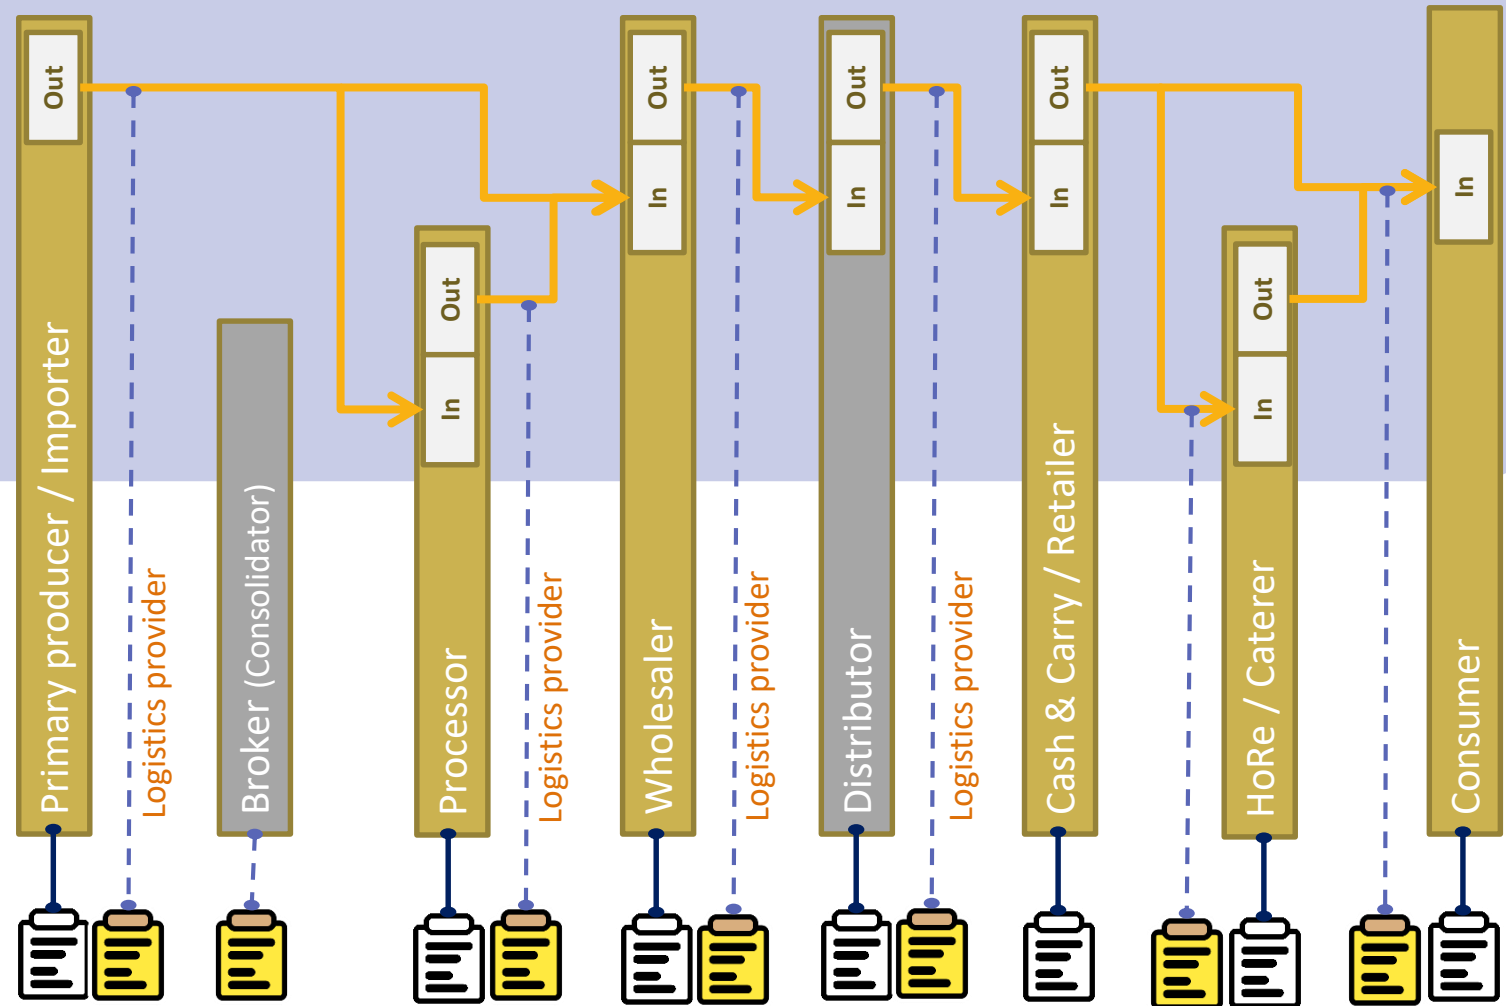 Out
Primary producer / Importer
Logistics provider
Broker (Consolidator)
Out
In
Processor
Logistics provider
Out
In
Wholesaler
Logistics provider
Out
In
Distributor
Logistics provider
Out
In
Cash & Carry / Retailer
Out
In
HoRe / Caterer
In
Consumer